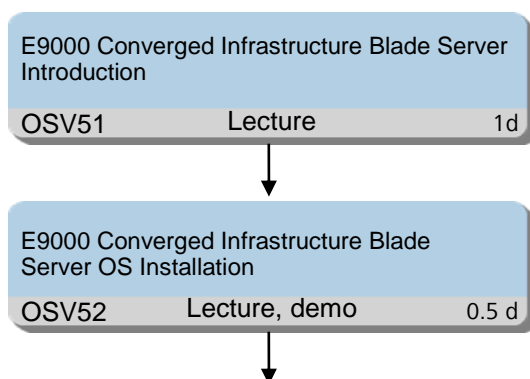 E9000 Converged Infrastructure Blade Server
Introduction
OSV51 Lecture 1d
E9000 Converged Infrastructure Blade
Server OS Installation
OSV52 Lecture, demo 0.5 d